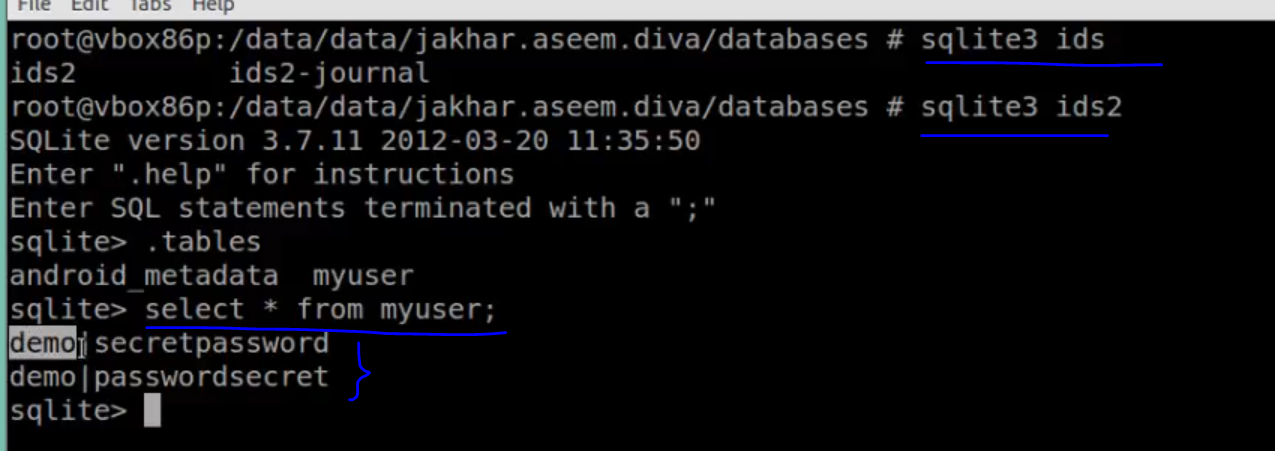 File Edit Tabs Help
root@vbox86p:/data/data/jakhar.aseem.diva/databases # sqlite3 ids
ids2 ids2-journal
root@vbox86p:/data/data/jakhar.aseem.diva/databases # sqlite3 ids2
SQLite version 3.7.11 2012-03-20 11:35:50
Enter ".help" for instructions
Enter SQL statements terminated with a ";"
sqlite> .tables
android_metadata myuser
sqlite> select * from myuser;
demo|secretpassword
demo|passwordsecret
sqlite>